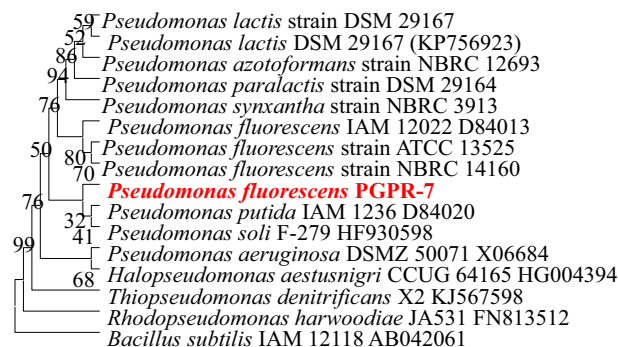 59 Pseudomonas lactis strain DSM 29167
52 Pseudomonas lactis DSM 29167 (KP756923)
86 Pseudomonas azotoformans strain NBRC 12693
94 Pseudomonas paralactis strain DSM 29164
76 Pseudomonas synxantha strain NBRC 3913
Pseudomonas fluorescens IAM 12022 D84013
50 80 Pseudomonas fluorescens strain ATCC 13525
70 Pseudomonas fluorescens strain NBRC 14160
Pseudomonas fluorescens PGPR-7
76 32 Pseudomonas putida IAM 1236 D84020
41 Pseudomonas soli F-279 HF930598
99 Pseudomonas aeruginosa DSMZ 50071 X06684
68 Halopseudomonas aestusnigri CCUG 64165 HG004394
Thiopseudomonas denitrificans X2 KJ567598
Rhodopseudomonas harwoodiae JA531 FN813512
Bacillus subtilis IAM 12118 AB042061